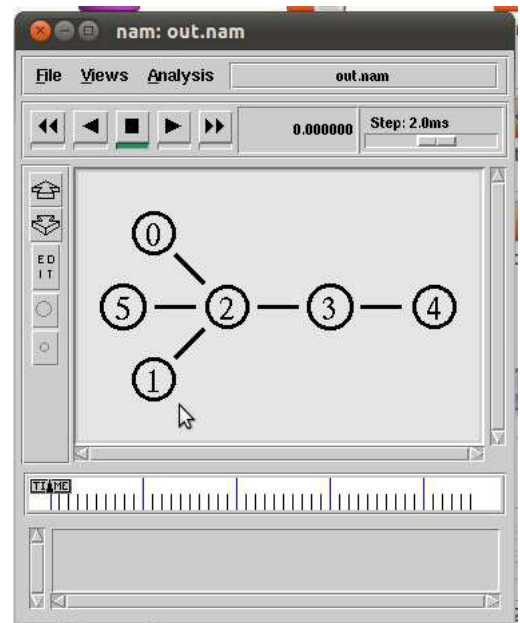 nam: out.nam
File Views Analysis out.nam
0.000000 Step: 2.0ms
E D
I T
0
5 2 3 4
1
TIME